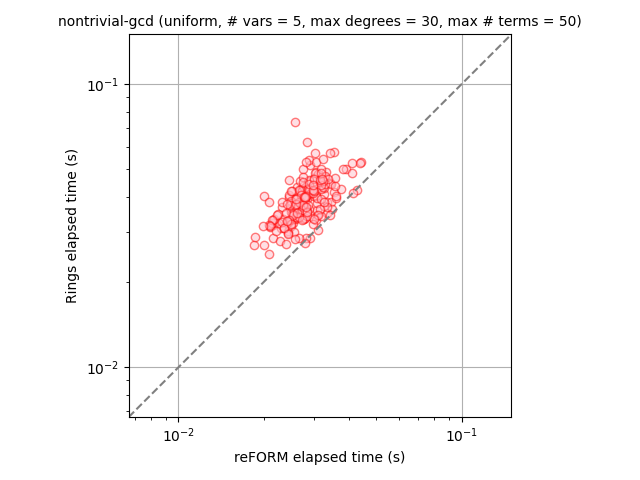 nontrivial-gcd (uniform, # vars = 5, max degrees = 30, max # terms = 50)
10⁻¹
Rings elapsed time (s)
10⁻²
10⁻² 10⁻¹
reFORM elapsed time (s)